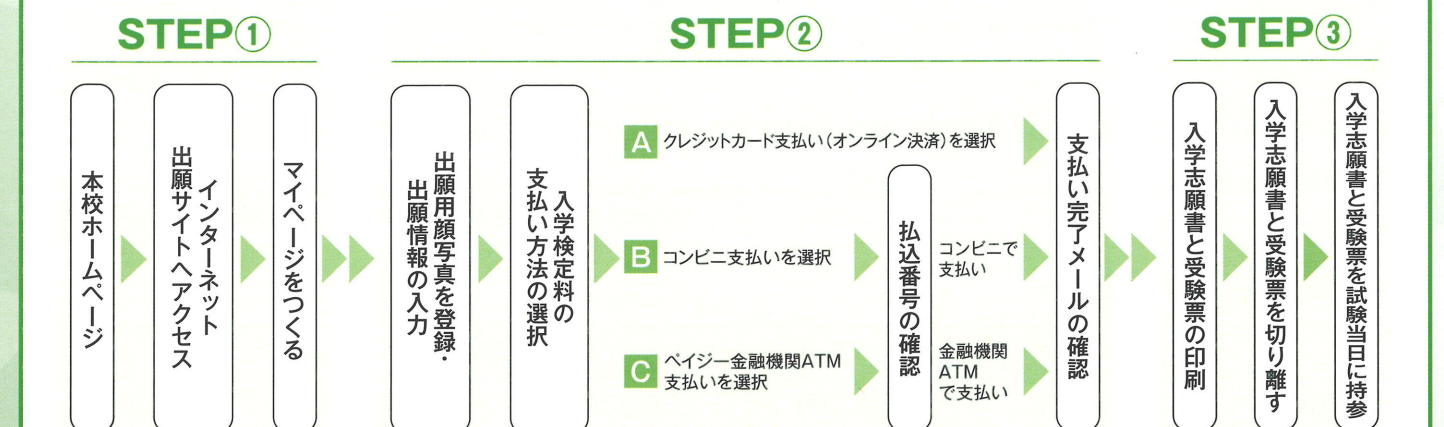 STEP①
本校ホームページ
インターネット
出願サイトへアクセス
マイページをつくる
STEP②
出願用顔写真を登録・
出願情報の入力
入学検定料の
支払い方法の選択
A クレジットカード支払い（オンライン決済）を選択
B コンビニ支払いを選択
C ペイジー金融機関ATM
支払いを選択
払込番号の確認
コンビニで
支払い
金融機関
ATM
で支払い
支払い完了メールの確認
STEP③
入学志願書と受験票の印刷
入学志願書と受験票を切り離す
入学志願書と受験票を試験当日に持参